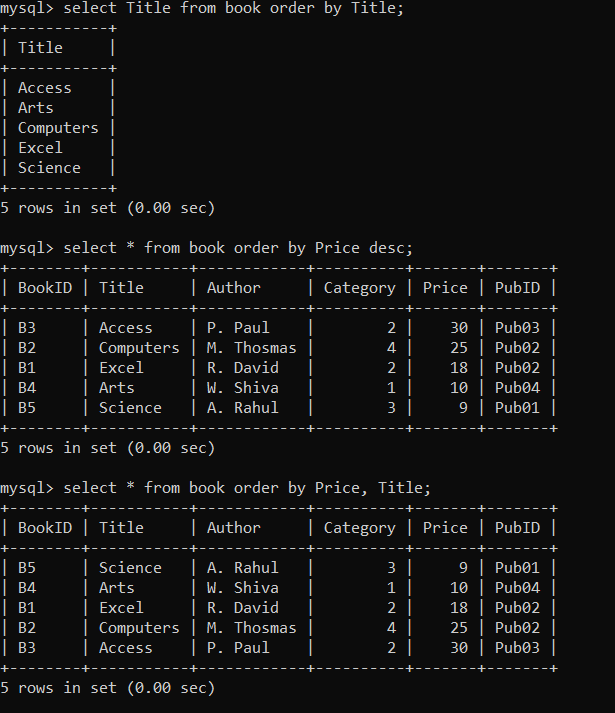 mysql> select Title from book order by Title;
+-----------+
| Title     |
+-----------+
| Access    |
| Arts      |
| Computers |
| Excel     |
| Science   |
+-----------+
5 rows in set (0.00 sec)

mysql> select * from book order by Price desc;
+--------+-----------+------------+----------+-------+-------+
| BookID | Title     | Author     | Category | Price | PubID |
+--------+-----------+------------+----------+-------+-------+
| B3     | Access    | P. Paul    |        2 |    30 | Pub03 |
| B2     | Computers | M. Thosmas |        4 |    25 | Pub02 |
| B1     | Excel     | R. David   |        2 |    18 | Pub02 |
| B4     | Arts      | W. Shiva   |        1 |    10 | Pub04 |
| B5     | Science   | A. Rahul   |        3 |     9 | Pub01 |
+--------+-----------+------------+----------+-------+-------+
5 rows in set (0.00 sec)

mysql> select * from book order by Price, Title;
+--------+-----------+------------+----------+-------+-------+
| BookID | Title     | Author     | Category | Price | PubID |
+--------+-----------+------------+----------+-------+-------+
| B5     | Science   | A. Rahul   |        3 |     9 | Pub01 |
| B4     | Arts      | W. Shiva   |        1 |    10 | Pub04 |
| B1     | Excel     | R. David   |        2 |    18 | Pub02 |
| B2     | Computers | M. Thosmas |        4 |    25 | Pub02 |
| B3     | Access    | P. Paul    |        2 |    30 | Pub03 |
+--------+-----------+------------+----------+-------+-------+
5 rows in set (0.00 sec)